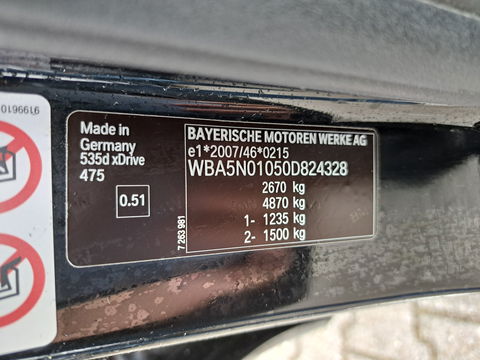 9199610
Made in
Germany
535d xDrive
475
0.51
7 263 981
BAYERISCHE MOTOREN WERKE AG
e1*2007/46*0215
WBA5N01050D824328
2670 kg
4870 kg
1- 1235 kg
2- 1500 kg